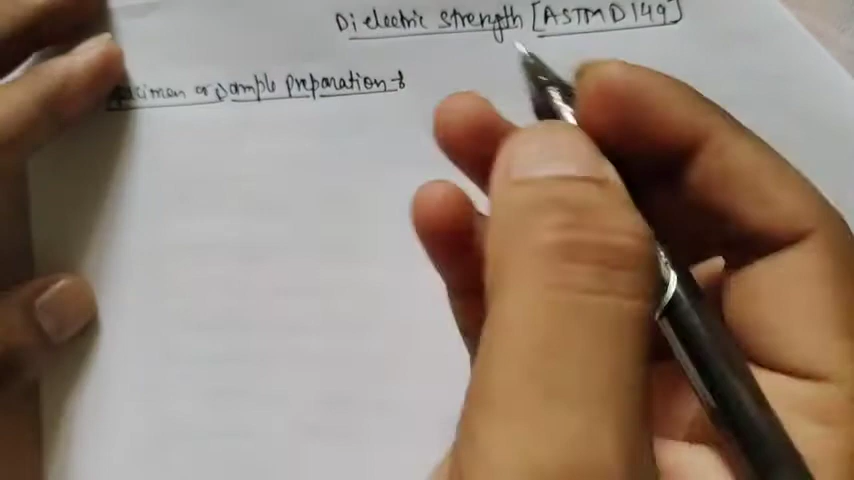 Dielectric strength [ASTM D149]
specimen or Sample preparation :-